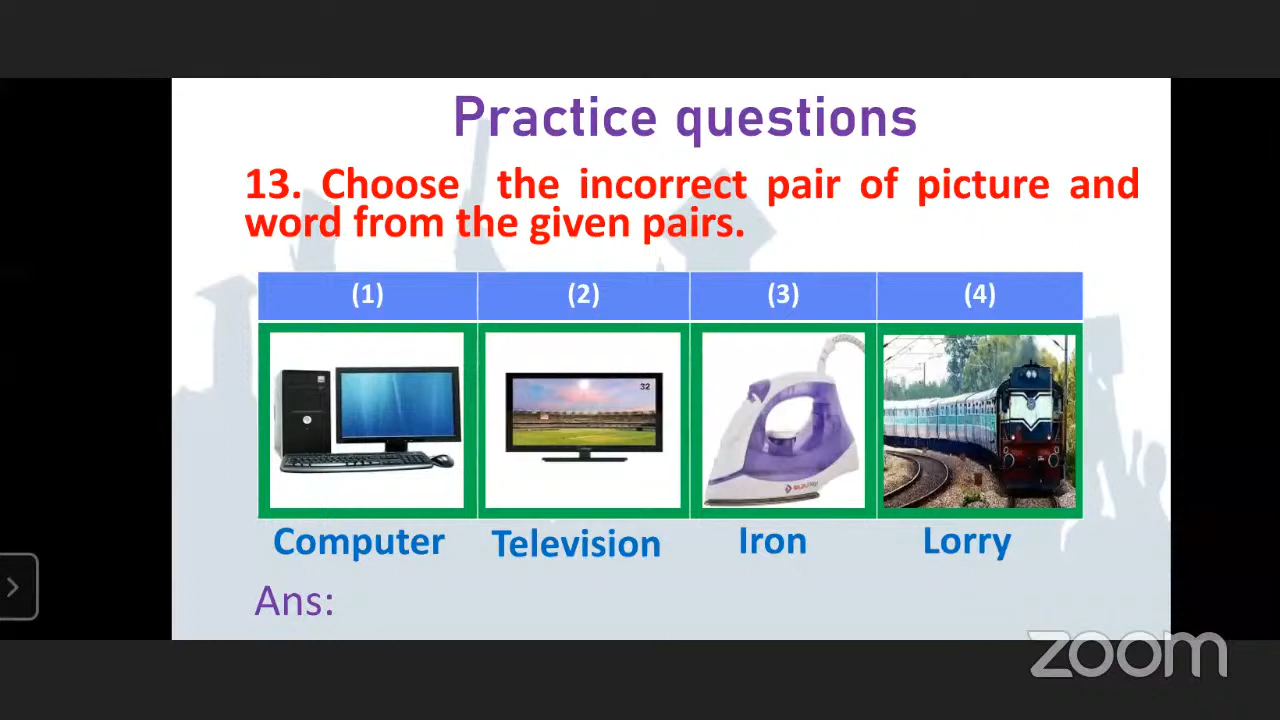 Practice questions
13. Choose the incorrect pair of picture and
word from the given pairs.
(1) (2) (3) (4)
32
Computer Television Iron Lorry
Ans:
zoom